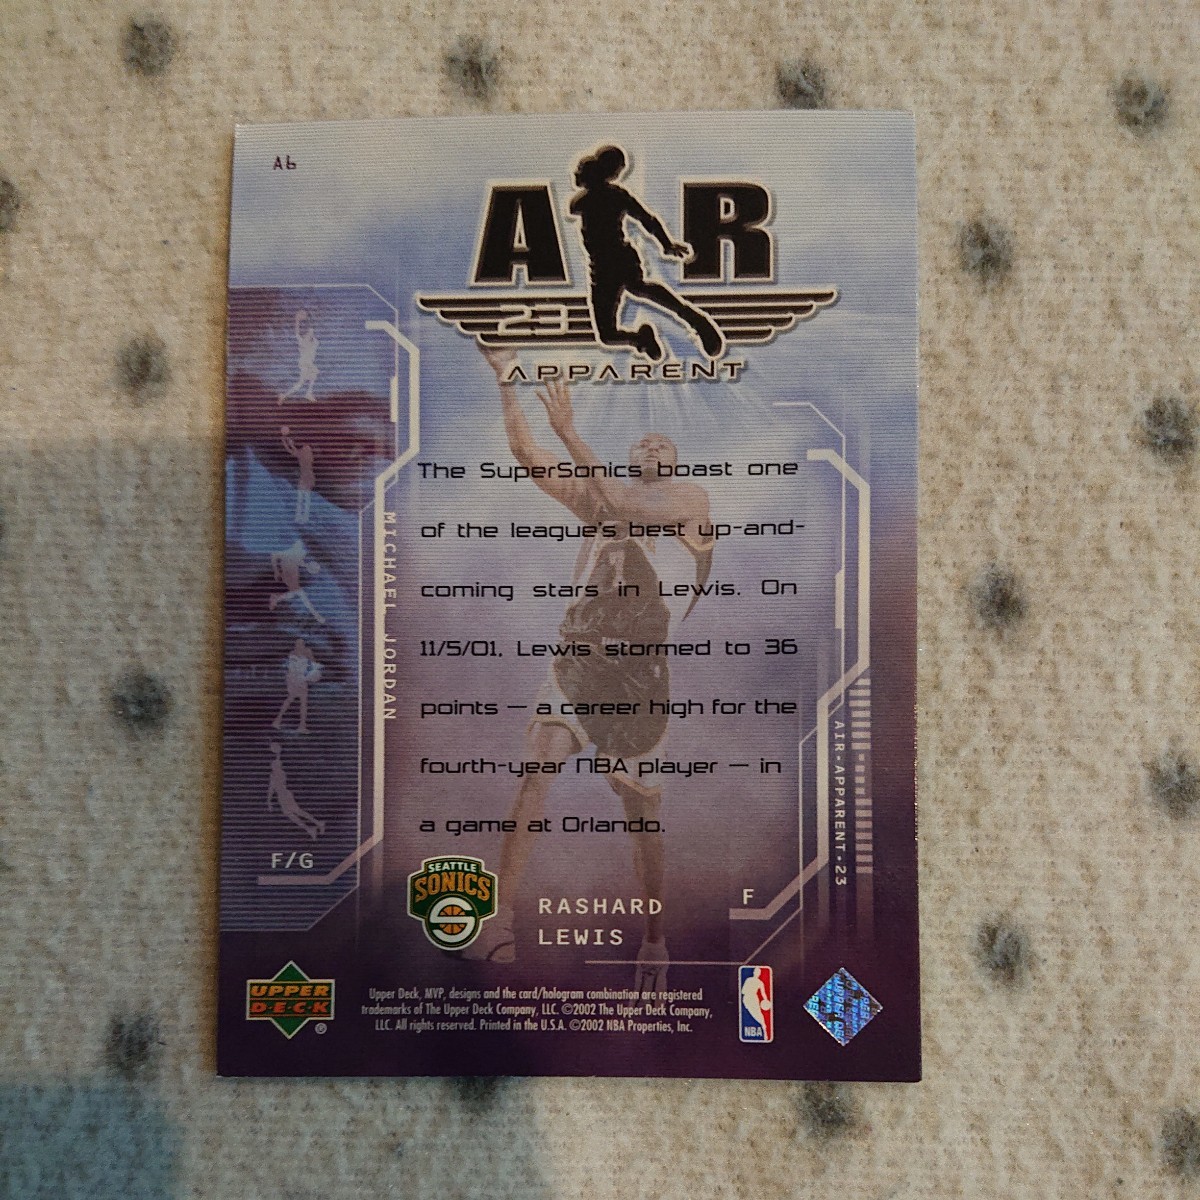 A6
AIR
23
APPARENT
The SuperSonics boast one
of the league's best up-and-
coming stars in Lewis. On
11/5/01, Lewis stormed to 36
points — a career high for the
fourth-year NBA player — in
a game at Orlando.
MICHAEL JORDAN
AIR•APPARENT•23
F/G
SEATTLE
SONICS
RASHARD
LEWIS
F
UPPER
DECK
®
Upper Deck, MVP, designs and the card/hologram combination are registered
trademarks of The Upper Deck Company, LLC. ©2002 The Upper Deck Company,
LLC. All rights reserved. Printed in the U.S.A. ©2002 NBA Properties, Inc.
NBA